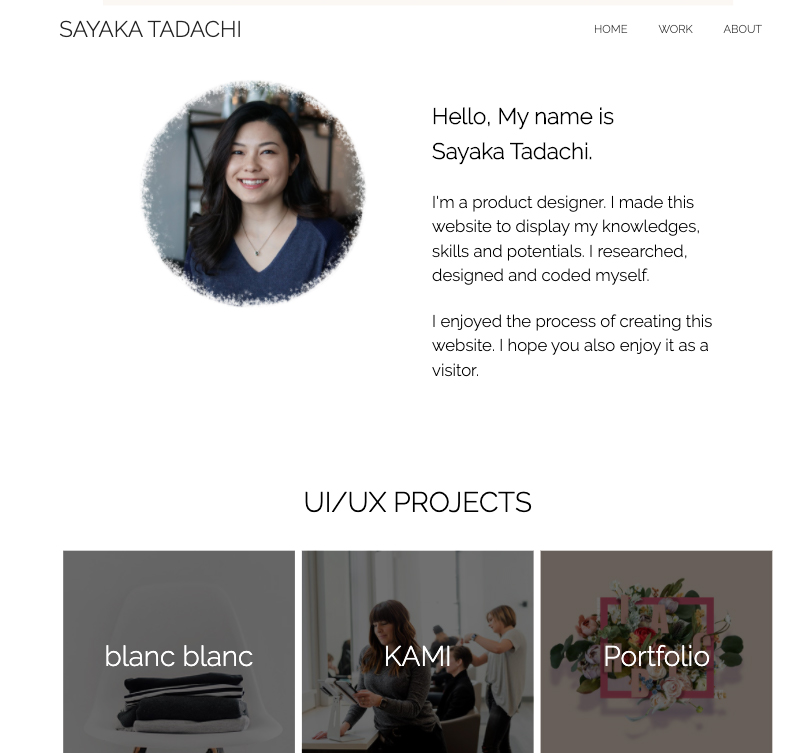 SAYAKA TADACHI
HOME WORK ABOUT
Hello, My name is
Sayaka Tadachi.
I'm a product designer. I made this
website to display my knowledges,
skills and potentials. I researched,
designed and coded myself.
I enjoyed the process of creating this
website. I hope you also enjoy it as a
visitor.
UI/UX PROJECTS
blanc blanc
KAMI
Portfolio